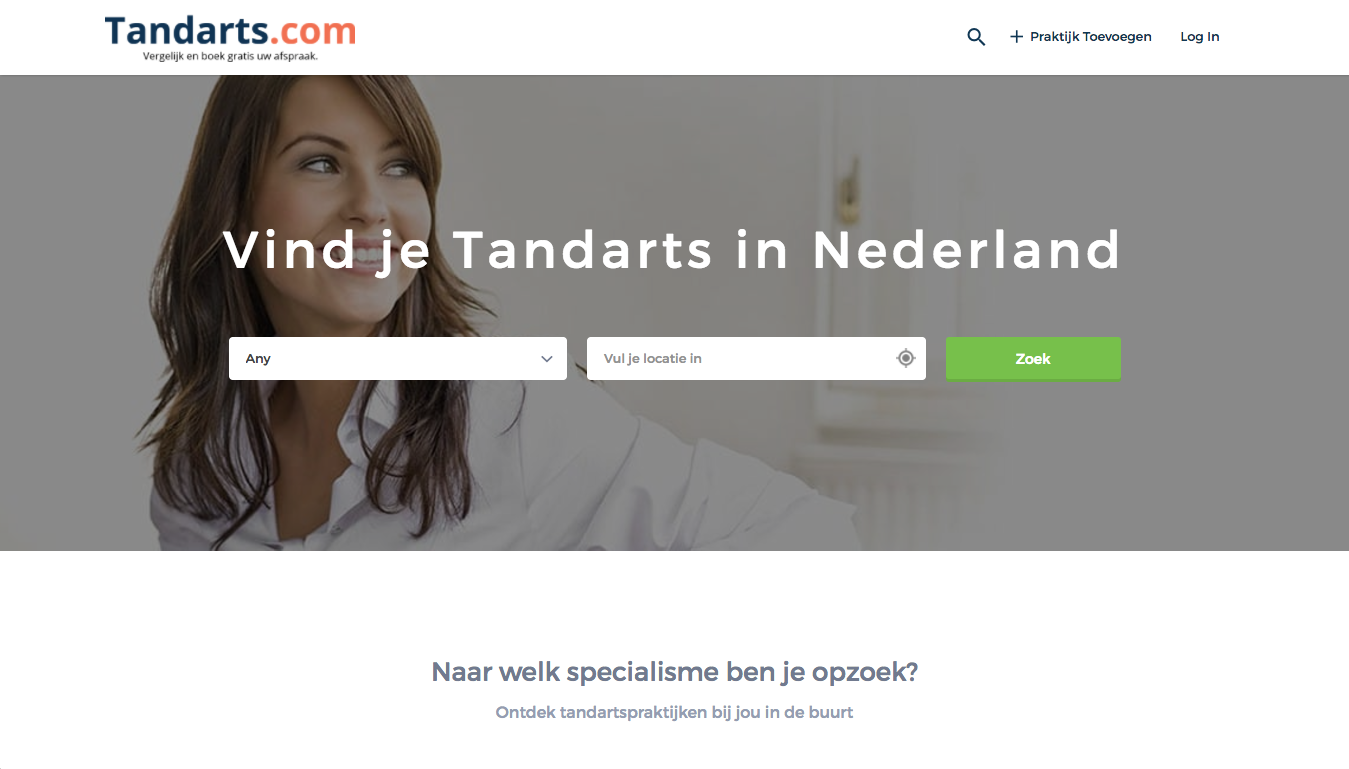 Tandarts.com
Vergelijk en boek gratis uw afspraak.
Praktijk Toevoegen
Log In
Vind je Tandarts in Nederland
Any
Vul je locatie in
Zoek
Naar welk specialisme ben je opzoek?
Ontdek tandartspraktijken bij jou in de buurt